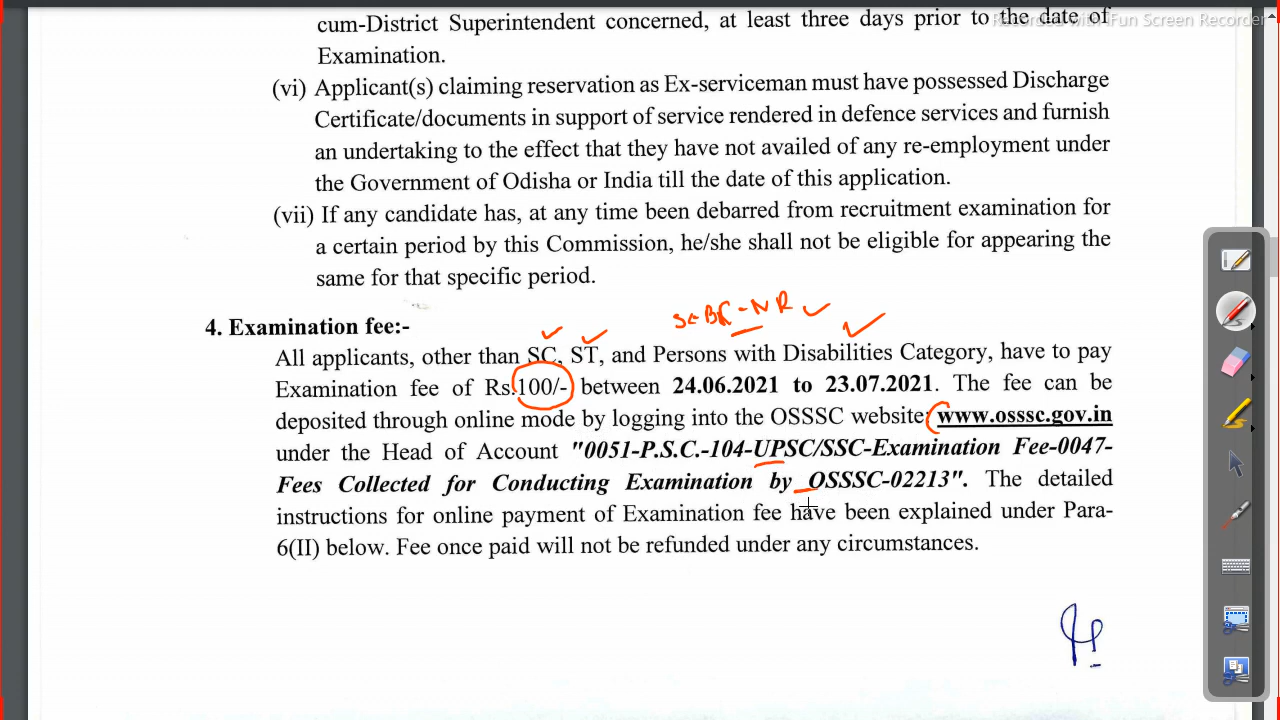 cum-District Superintendent concerned, at least three days prior to the date of
Recorded with iFun Screen Recorder
Examination.
(vi) Applicant(s) claiming reservation as Ex-serviceman must have possessed Discharge
Certificate/documents in support of service rendered in defence services and furnish
an undertaking to the effect that they have not availed of any re-employment under
the Government of Odisha or India till the date of this application.
(vii) If any candidate has, at any time been debarred from recruitment examination for
a certain period by this Commission, he/she shall not be eligible for appearing the
same for that specific period.
SEBC-NR
4. Examination fee:-
All applicants, other than SC, ST, and Persons with Disabilities Category, have to pay
Examination fee of Rs.100/- between 24.06.2021 to 23.07.2021. The fee can be
deposited through online mode by logging into the OSSSC website: www.osssc.gov.in
under the Head of Account "0051-P.S.C.-104-UPSC/SSC-Examination Fee-0047-
Fees Collected for Conducting Examination by OSSSC-02213". The detailed
instructions for online payment of Examination fee have been explained under Para-
6(II) below. Fee once paid will not be refunded under any circumstances.